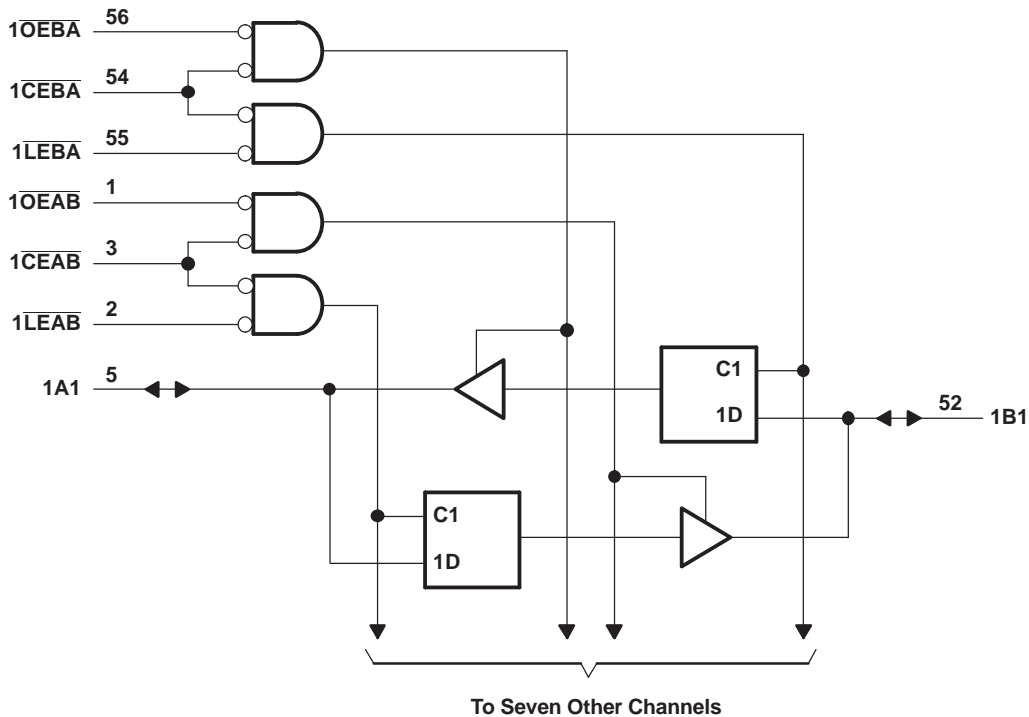 1OEBA 56
1CEBA 54
1LEBA 55
1OEAB 1
1CEAB 3
1LEAB 2
1A1 5
C1
1D
52 1B1
C1
1D
To Seven Other Channels